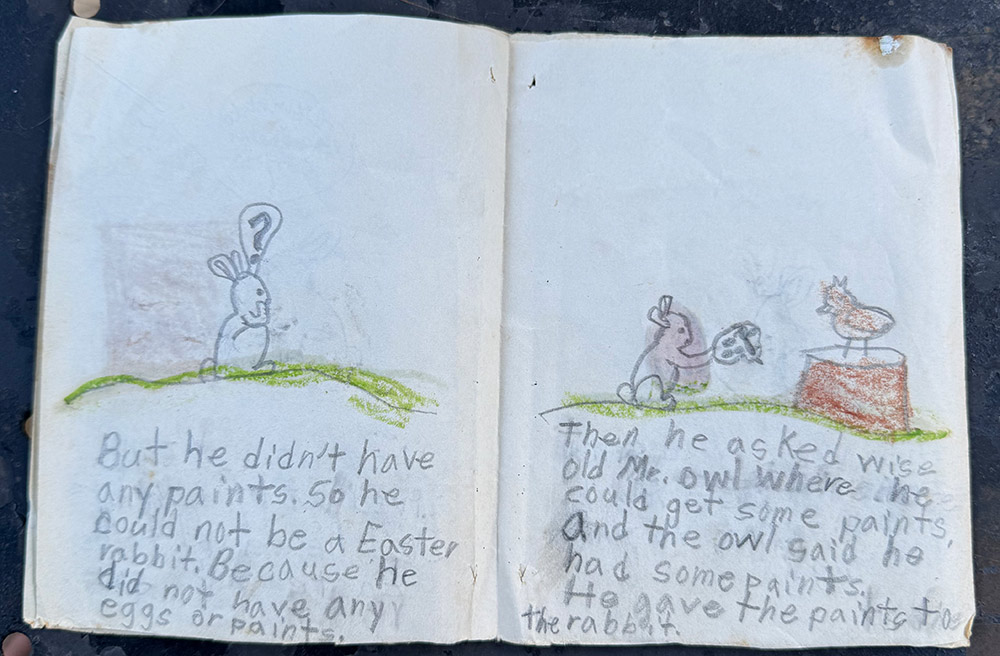 ?
But he didn't have
any paints. So he
could not be a Easter
rabbit. Because he
did not have any
eggs or paints.
Then he asked wise
old Mr. owl where he
could get some paints,
and the owl said he
had some paints.
He gave the paints to
the rabbit.